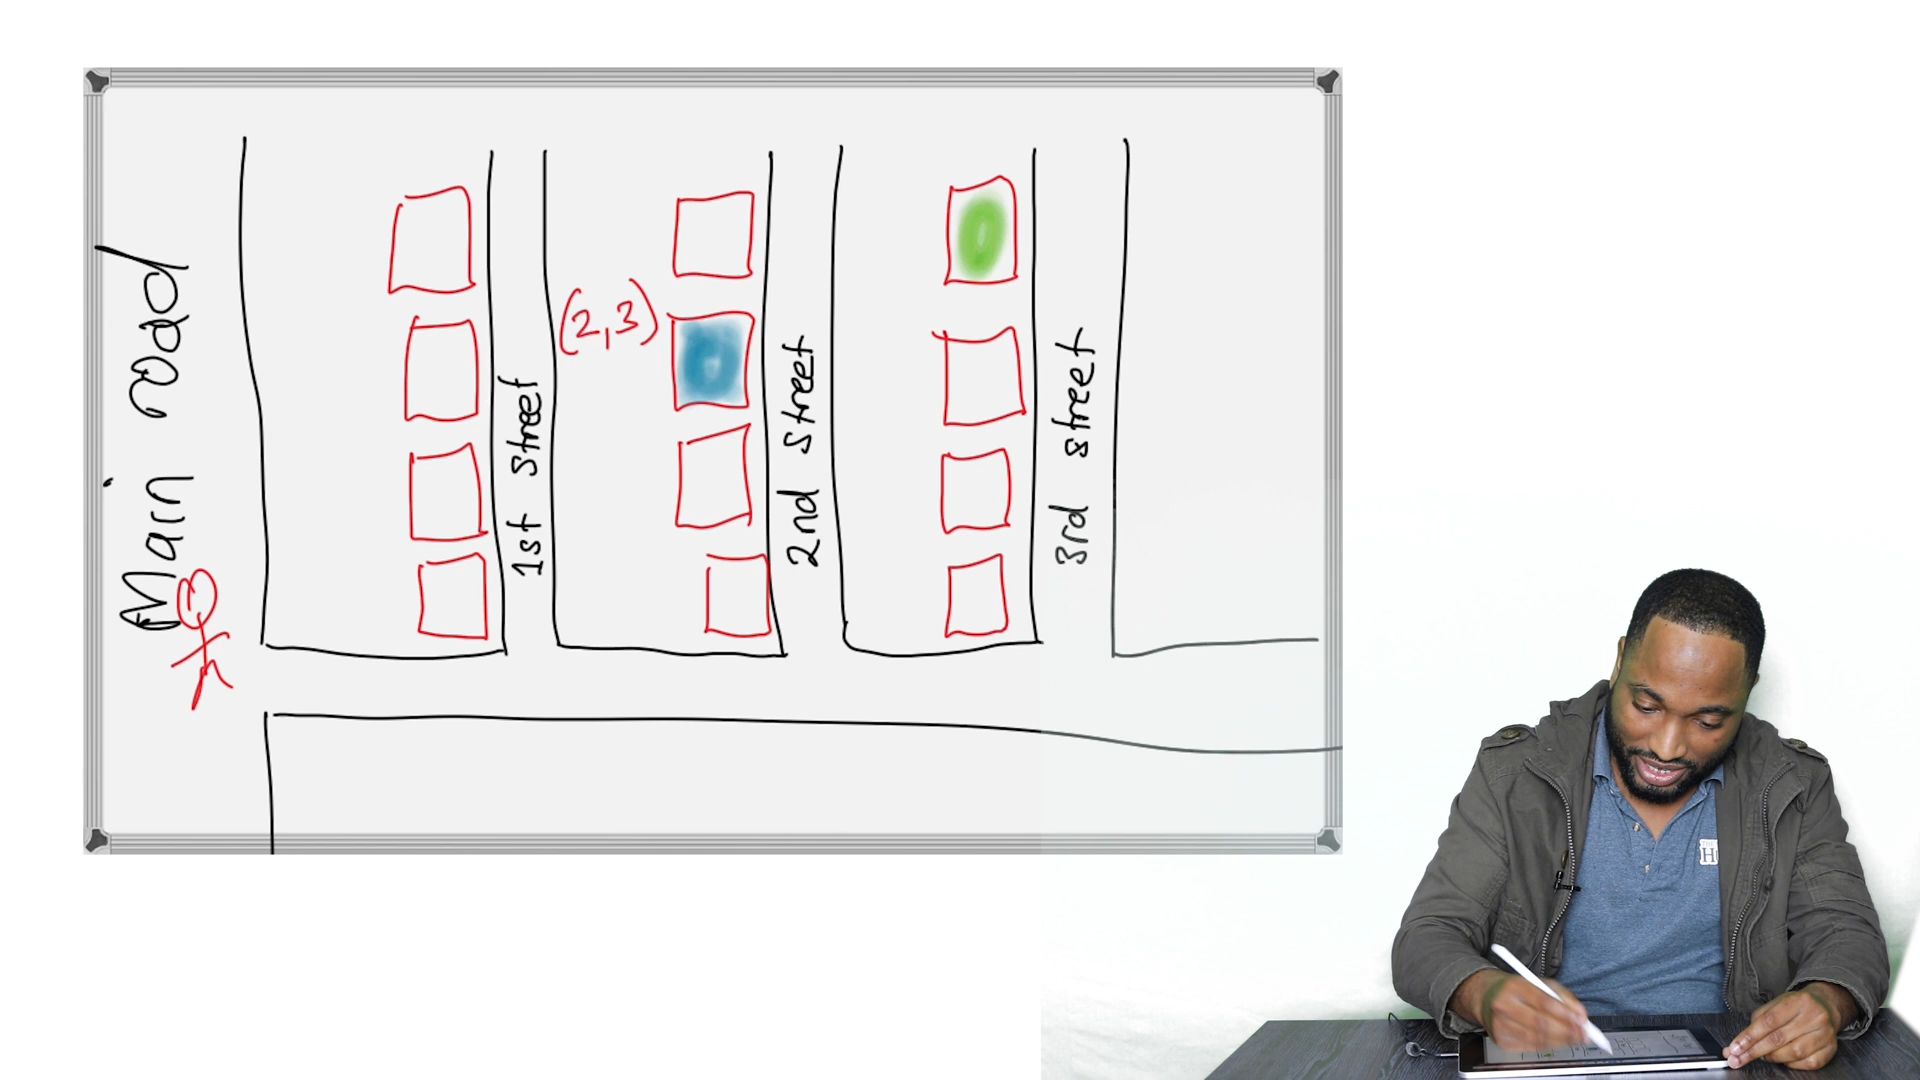 Main road
(2,3)
1st street
2nd street
3rd street
H